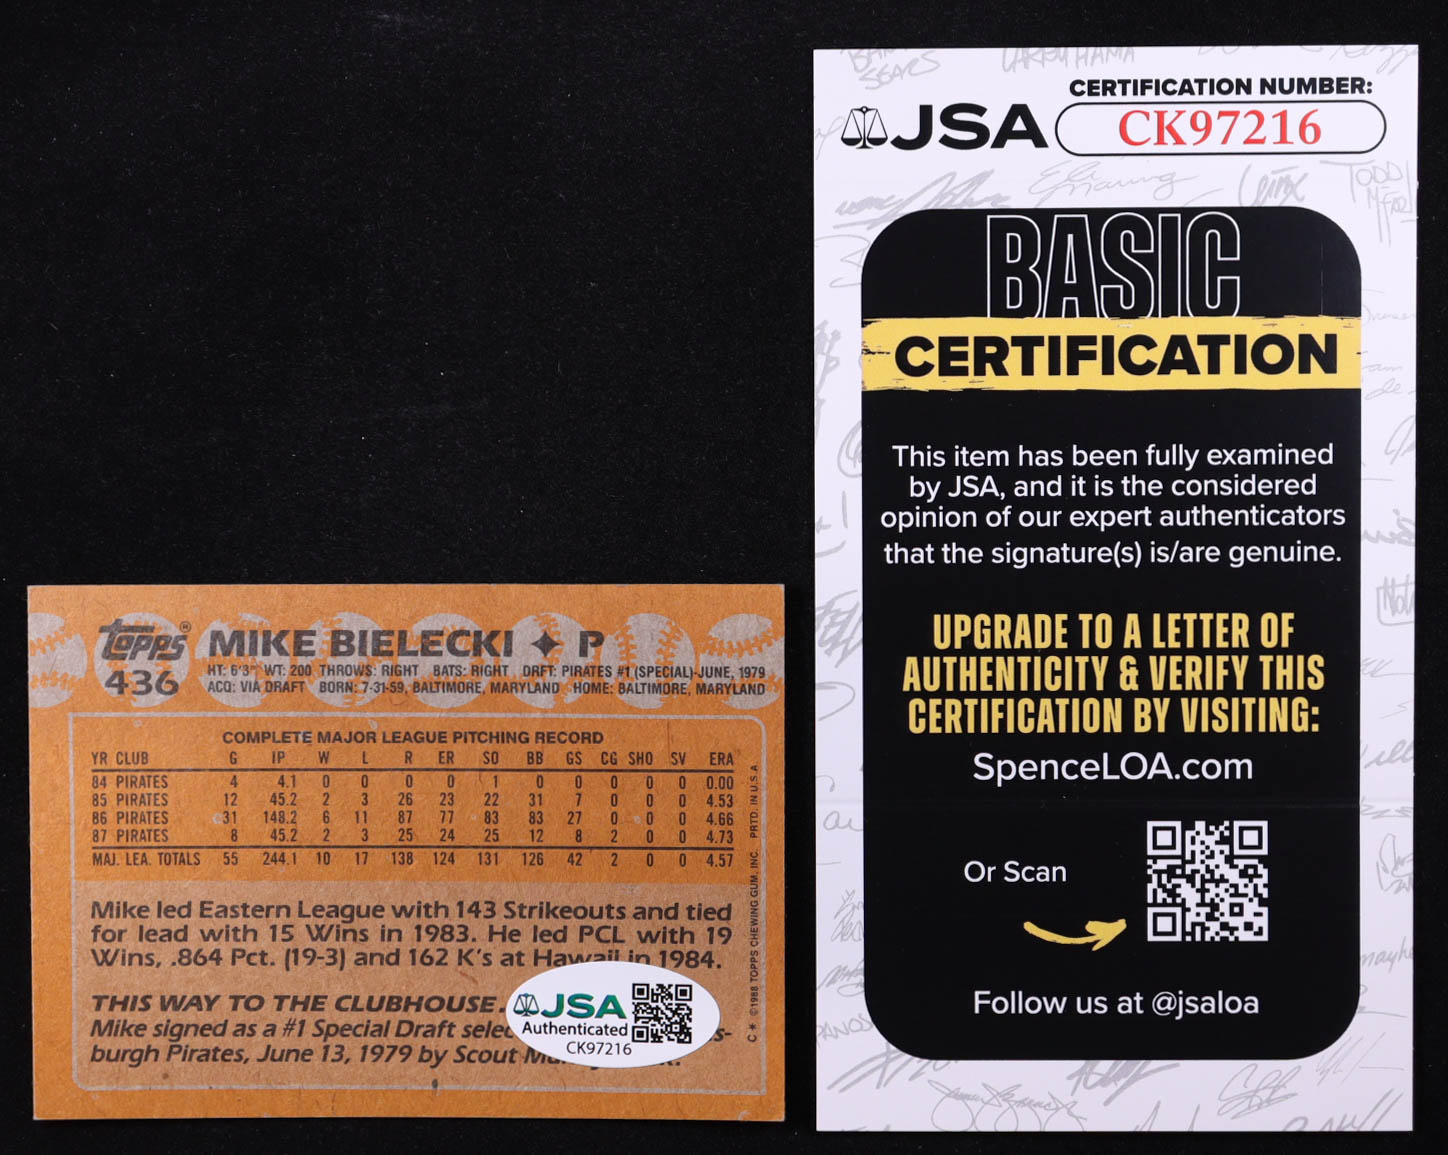 topps®
436
MIKE BIELECKI ✦ P
HT: 6'3" WT: 200 THROWS: RIGHT BATS: RIGHT DRFT: PIRATES #1 (SPECIAL)-JUNE, 1979
ACQ: VIA DRAFT BORN: 7-31-59, BALTIMORE, MARYLAND HOME: BALTIMORE, MARYLAND
COMPLETE MAJOR LEAGUE PITCHING RECORD
YR CLUB G IP W L R ER SO BB GS CG SHO SV ERA
84 PIRATES 4 4.1 0 0 0 0 1 0 0 0 0 0 0.00
85 PIRATES 12 45.2 2 3 26 23 22 31 7 0 0 0 4.53
86 PIRATES 31 148.2 6 11 87 77 83 83 27 0 0 0 4.66
87 PIRATES 8 45.2 2 3 25 24 25 12 8 2 0 0 4.73
MAJ. LEA. TOTALS 55 244.1 10 17 138 124 131 126 42 2 0 0 4.57
Mike led Eastern League with 143 Strikeouts and tied
for lead with 15 Wins in 1983. He led PCL with 19
Wins, .864 Pct. (19-3) and 162 K's at Hawaii in 1984.
THIS WAY TO THE CLUBHOUSE.
Mike signed as a #1 Special Draft selec s-
burgh Pirates, June 13, 1979 by Scout
C * ©1988 TOPPS CHEWING GUM, INC. PRTD. IN U.S.A.
JSA
Authenticated
CK97216
CERTIFICATION NUMBER:
JSA CK97216
BASIC
CERTIFICATION
This item has been fully examined
by JSA, and it is the considered
opinion of our expert authenticators
that the signature(s) is/are genuine.
UPGRADE TO A LETTER OF
AUTHENTICITY & VERIFY THIS
CERTIFICATION BY VISITING:
SpenceLOA.com
Or Scan
Follow us at @jsaloa